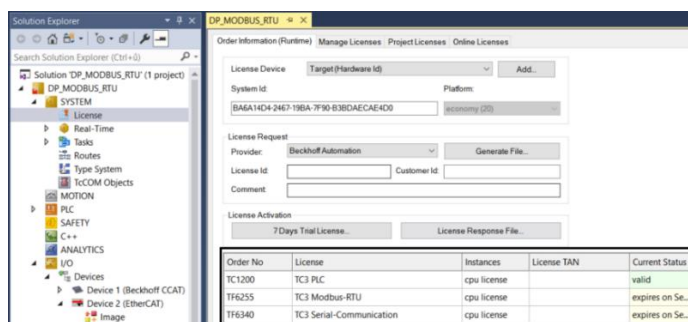 Solution Explorer
Search Solution Explorer (Ctrl+ü)
Solution 'DP_MODBUS_RTU' (1 project)
DP_MODBUS_RTU
SYSTEM
License
Real-Time
Tasks
Routes
Type System
TcCOM Objects
MOTION
PLC
SAFETY
C++
ANALYTICS
I/O
Devices
Device 1 (Beckhoff CCAT)
Device 2 (EtherCAT)
Image
DP_MODBUS_RTU
Order Information (Runtime) Manage Licenses Project Licenses Online Licenses
License Device Target (Hardware Id) Add...
System Id: Platform:
BA6A14D4-2467-19BA-7F90-B3BDAECAE4D0 economy (20)
License Request
Provider: Beckhoff Automation Generate File...
License Id: Customer Id:
Comment:
License Activation
7 Days Trial License... License Response File...
Order No License Instances License TAN Current Status
TC1200 TC3 PLC cpu license valid
TF6255 TC3 Modbus-RTU cpu license expires on Se...
TF6340 TC3 Serial-Communication cpu license expires on Se...